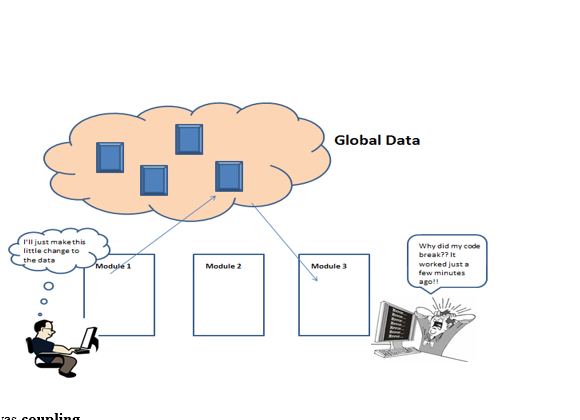 Global Data
I'll just make this
little change to
the data
Module 1
Module 2
Module 3
Why did my code
break?? It
worked just a
few minutes
ago!!
coupling